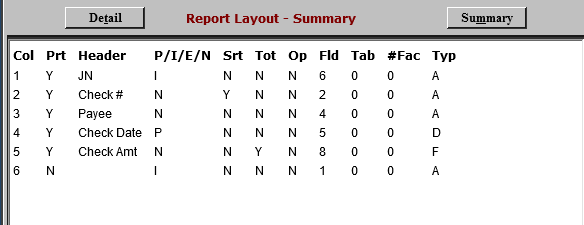 Detail Report Layout - Summary Summary
Col Prt Header P/I/E/N Srt Tot Op Fld Tab #Fac Typ
1 Y JN I N N N 6 0 0 A
2 Y Check # N Y N N 2 0 0 A
3 Y Payee N N N N 4 0 0 A
4 Y Check Date P N N N 5 0 0 D
5 Y Check Amt N N Y N 8 0 0 F
6 N I N N N 1 0 0 A